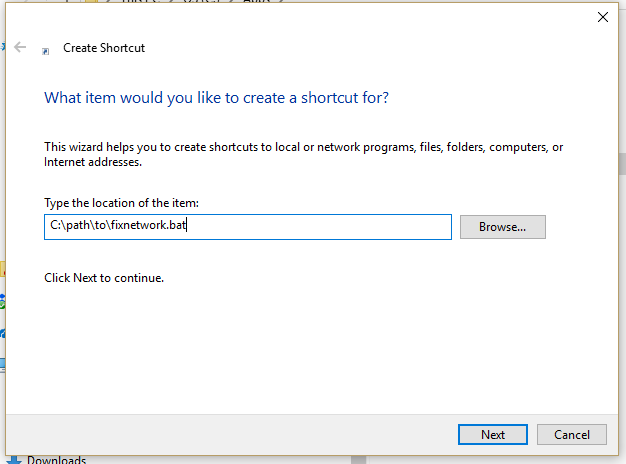 Create Shortcut
What item would you like to create a shortcut for?
This wizard helps you to create shortcuts to local or network programs, files, folders, computers, or
Internet addresses.
Type the location of the item:
C:\path\to\fixnetwork.bat
Browse...
Click Next to continue.
Next
Cancel
Downloads